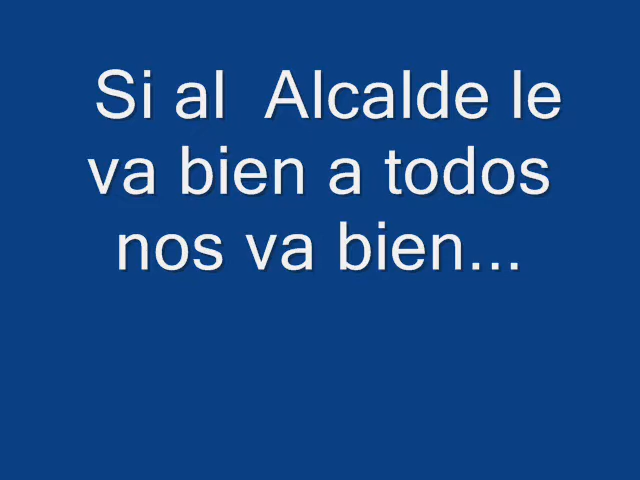 Si al  Alcalde le
va bien a todos
nos va bien...